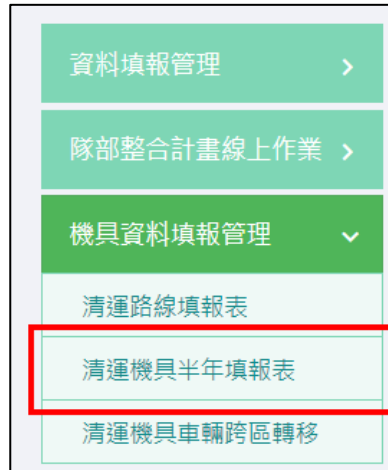 資料填報管理
隊部整合計畫線上作業
機具資料填報管理
清運路線填報表
清運機具半年填報表
清運機具車輛跨區轉移